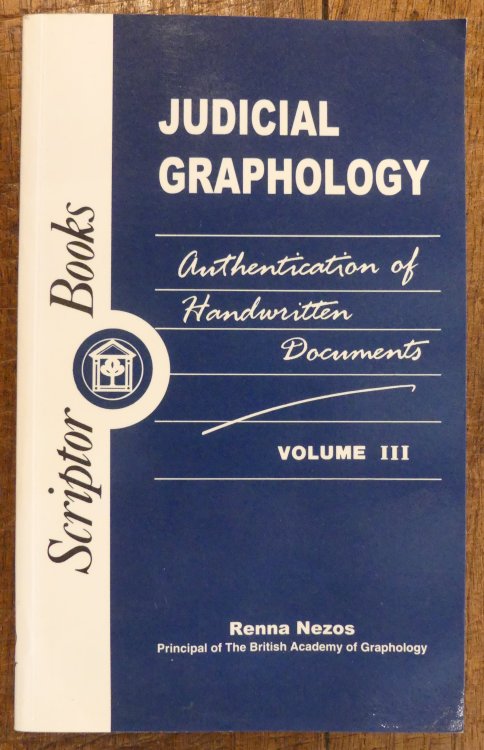 JUDICIAL
GRAPHOLOGY
Authentication of
Handwritten
Documents
VOLUME III
Renna Nezos
Principal of The British Academy of Graphology
Scriptor Books